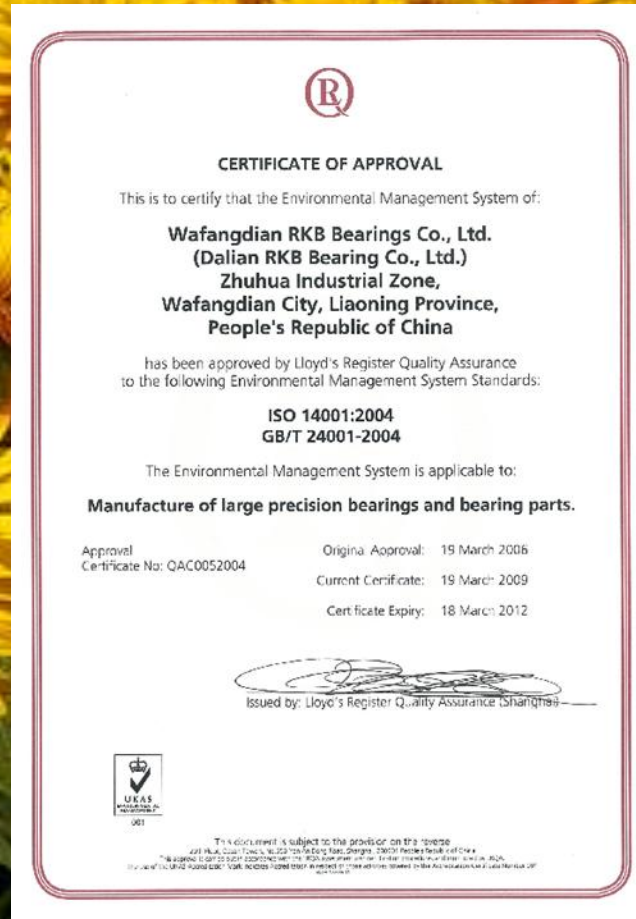 RQ
CERTIFICATE OF APPROVAL
This is to certify that the Environmental Management System of:
Wafangdian RKB Bearings Co., Ltd.
(Dalian RKB Bearing Co., Ltd.)
Zhuhua Industrial Zone,
Wafangdian City, Liaoning Province,
People's Republic of China
has been approved by Lloyd's Register Quality Assurance
to the following Environmental Management System Standards:
ISO 14001:2004
GB/T 24001-2004
The Environmental Management System is applicable to:
Manufacture of large precision bearings and bearing parts.
Approval
Certificate No: QAC0052004
Original Approval: 19 March 2006
Current Certificate: 19 March 2009
Certificate Expiry: 18 March 2012
Issued by: Lloyd's Register Quality Assurance (Shanghai)
UKAS
001
This document is subject to the provision on the reverse